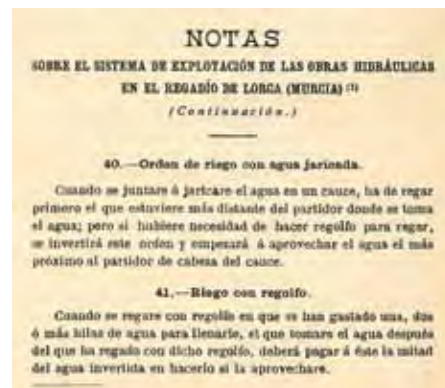 NOTAS
SOBRE EL SISTEMA DE EXPLOTACIÓN DE LAS OBRAS HIDRÁULICAS
EN EL REGADÍO DE LORCA (MURCIA) (1)
(Continuación.)
40.—Orden de riego con agua jaricada.
Cuando se juntare ó jaricare el agua en un cauce, ha de regar
primero el que estuviere más distante del partidor donde se toma
el agua; pero si hubiere necesidad de hacer regolfo para regar,
se invertirá este orden y empezará á aprovechar el agua el más
próximo al partidor de cabeza del cauce.
41.—Riego con regolfo.
Cuando se regare con regolfo en que se han gastado una, dos
ó más hilas de agua para llenarle, el que tomare el agua después
del que ha regado con dicho regolfo, deberá pagar á éste la mitad
del agua invertida en hacerlo si la aprovechare.